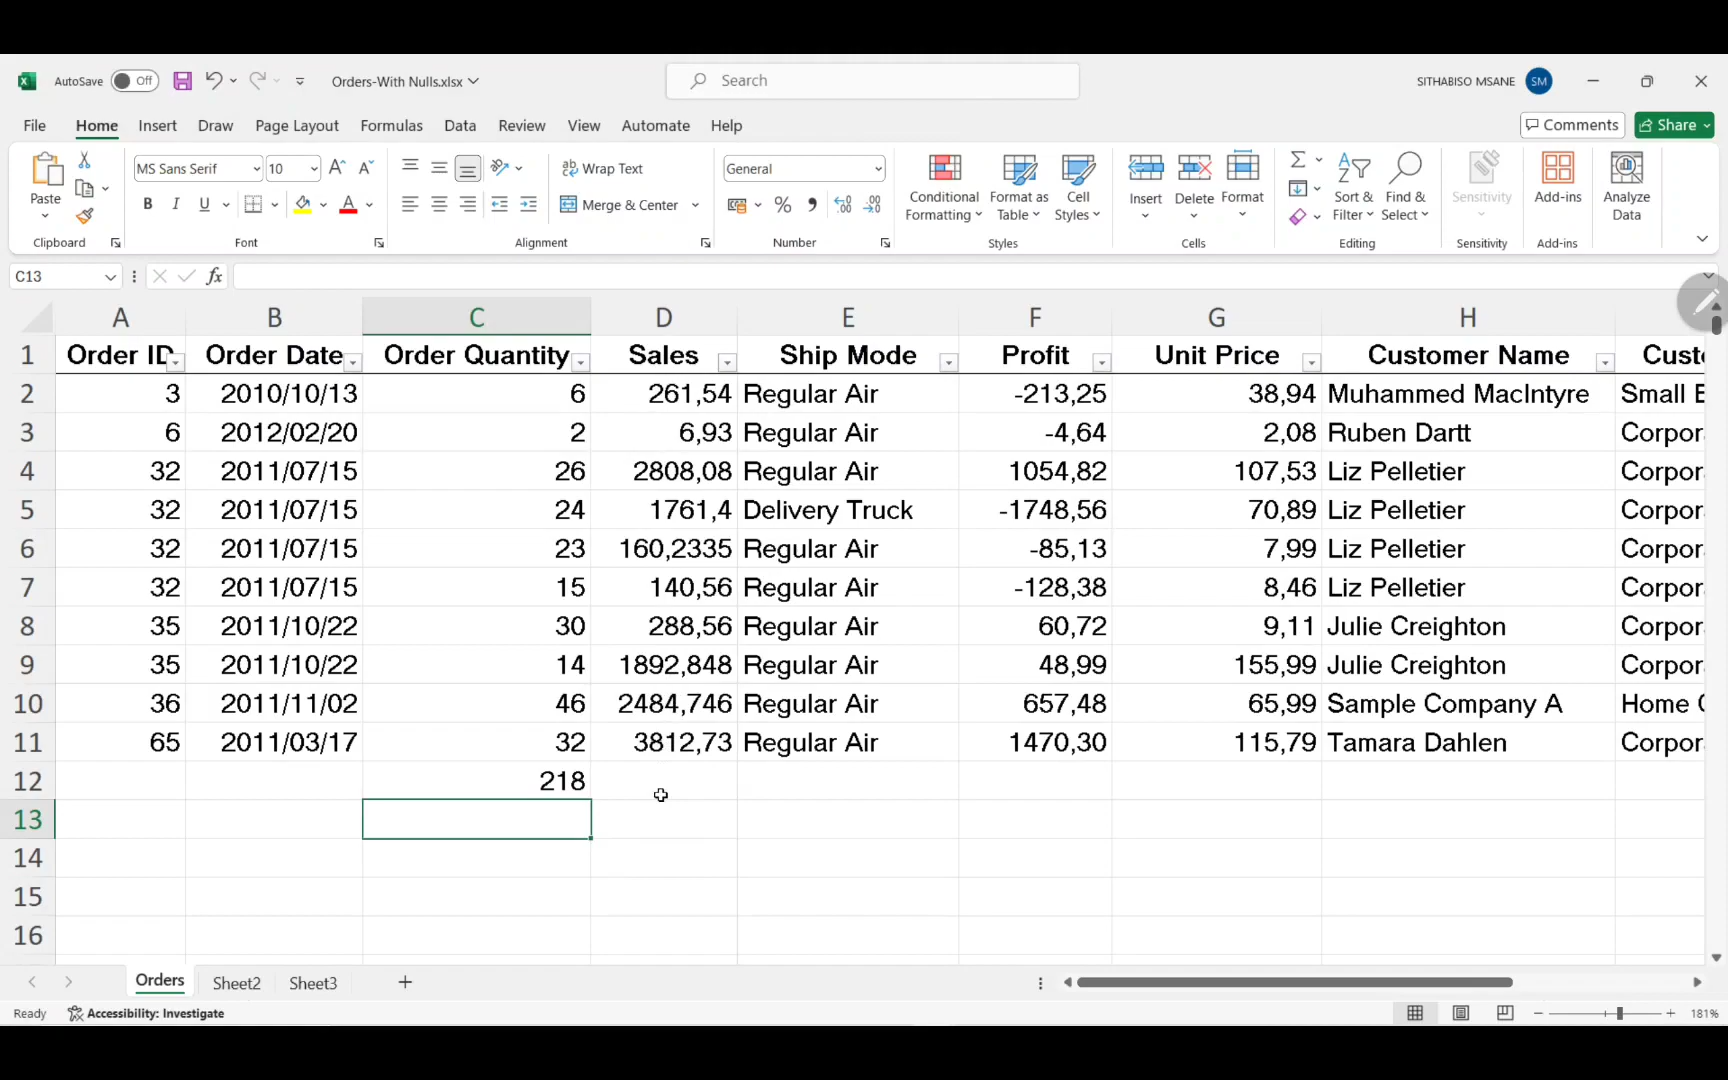 AutoSave Off Orders-With Nulls.xlsx Search SITHABISO MSANE SM
File Home Insert Draw Page Layout Formulas Data Review View Automate Help Comments Share
Paste MS Sans Serif 10 Wrap Text Merge & Center General Conditional Formatting Format as Table Cell Styles Insert Delete Format Sort & Filter Find & Select Sensitivity Add-ins Analyze Data
Clipboard Font Alignment Number Styles Cells Editing Sensitivity Add-ins
C13 fx
A B C D E F G H
1 Order ID Order Date Order Quantity Sales Ship Mode Profit Unit Price Customer Name
2 3 2010/10/13 6 261,54 Regular Air -213,25 38,94 Muhammed MacIntyre Small
3 6 2012/02/20 2 6,93 Regular Air -4,64 2,08 Ruben Dartt Corpor
4 32 2011/07/15 26 2808,08 Regular Air 1054,82 107,53 Liz Pelletier Corpor
5 32 2011/07/15 24 1761,4 Delivery Truck -1748,56 70,89 Liz Pelletier Corpor
6 32 2011/07/15 23 160,2335 Regular Air -85,13 7,99 Liz Pelletier Corpor
7 32 2011/07/15 15 140,56 Regular Air -128,38 8,46 Liz Pelletier Corpor
8 35 2011/10/22 30 288,56 Regular Air 60,72 9,11 Julie Creighton Corpor
9 35 2011/10/22 14 1892,848 Regular Air 48,99 155,99 Julie Creighton Corpor
10 36 2011/11/02 46 2484,746 Regular Air 657,48 65,99 Sample Company A Home
11 65 2011/03/17 32 3812,73 Regular Air 1470,30 115,79 Tamara Dahlen Corpor
12 218
13
14
15
16
Orders Sheet2 Sheet3
Ready Accessibility: Investigate 181%